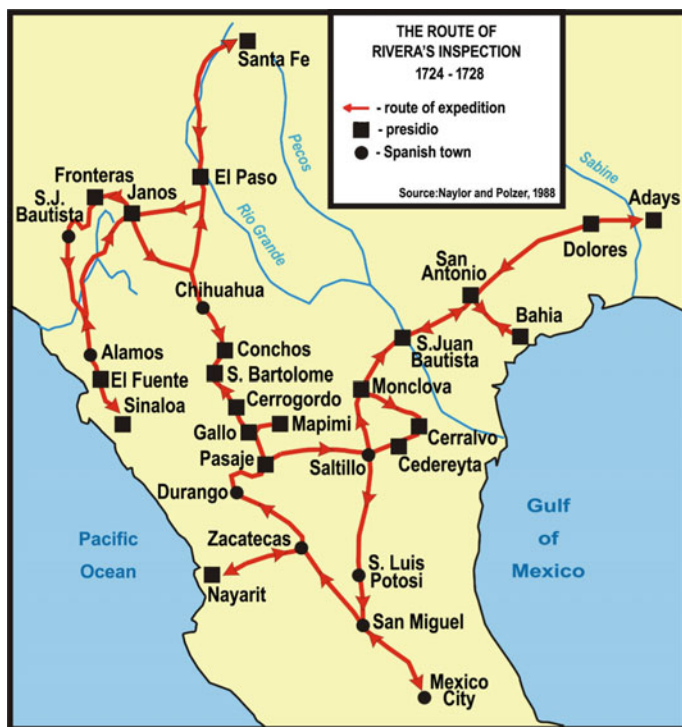 THE ROUTE OF
RIVERA'S INSPECTION
1724 - 1728
- route of expedition
- presidio
- Spanish town
Source:Naylor and Polzer, 1988
Santa Fe
Pecos
Sabine
Fronteras
Janos
El Paso
Adays
S.J.
Bautista
Rio Grande
Dolores
San
Antonio
Chihuahua
Bahia
Alamos
Conchos
S.Juan
Bautista
El Fuente
S. Bartolome
Monclova
Sinaloa
Cerrogordo
Mapimi
Gallo
Cerralvo
Pasaje
Saltillo
Cedereyta
Durango
Gulf
of
Mexico
Pacific
Ocean
Zacatecas
S. Luis
Potosi
Nayarit
San Miguel
Mexico
City